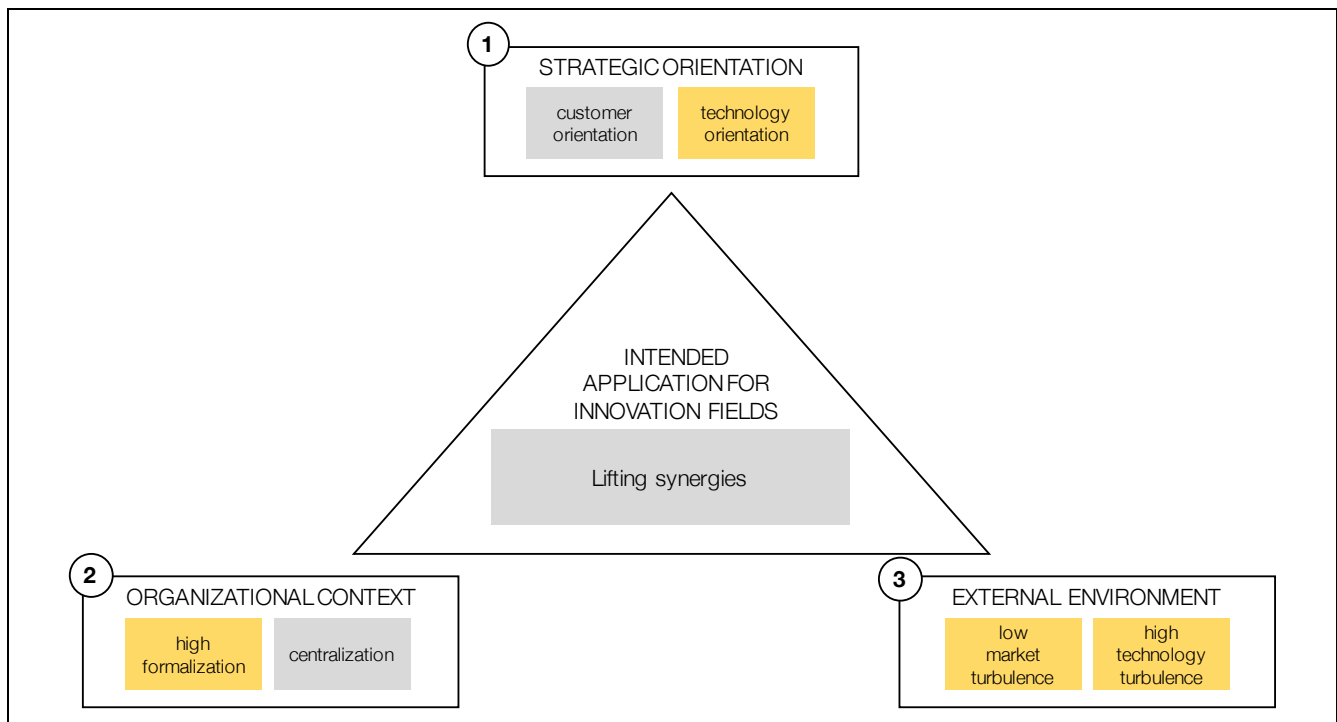 1
STRATEGIC ORIENTATION
customer
orientation
technology
orientation
INTENDED
APPLICATION FOR
INNOVATION FIELDS
Lifting synergies
2
ORGANIZATIONAL CONTEXT
high
formalization
centralization
3
EXTERNAL ENVIRONMENT
low
market
turbulence
high
technology
turbulence